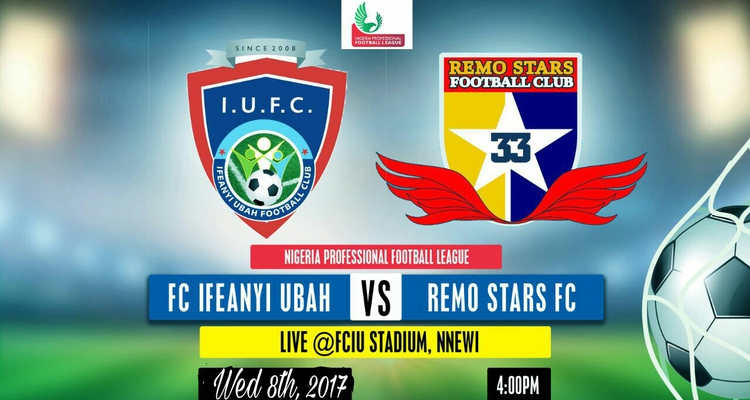 NIGERIA PROFESSIONAL
FOOTBALL LEAGUE
SINCE 2008
I.U.F.C.
IFEANYI UBAH FOOTBALL CLUB
REMO STARS
FOOTBALL CLUB
33
NIGERIA PROFESSIONAL FOOTBALL LEAGUE
FC IFEANYI UBAH VS REMO STARS FC
LIVE @FCIU STADIUM, NNEWI
Wed 8th, 2017 4:00PM